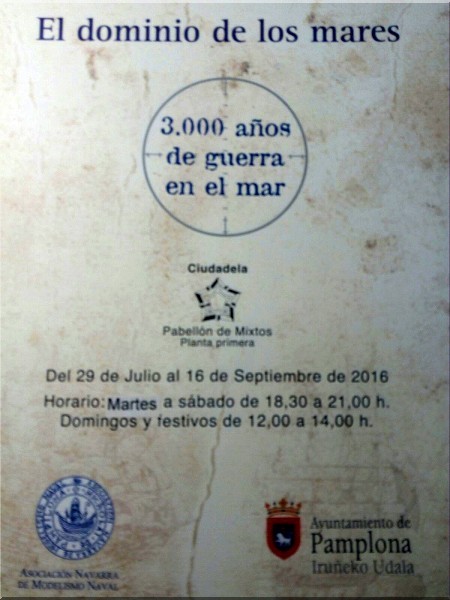 El dominio de los mares
3.000 años
de guerra
en el mar
Ciudadela
Pabellón de Mixtos
Planta primera
Del 29 de Julio al 16 de Septiembre de 2016
Horario: Martes a sábado de 18,30 a 21,00 h.
Domingos y festivos de 12,00 a 14,00 h.
ASOCIACIÓN NAVARRA
DE MODELISMO NAVAL
Ayuntamiento de
Pamplona
Iruñeko Udala